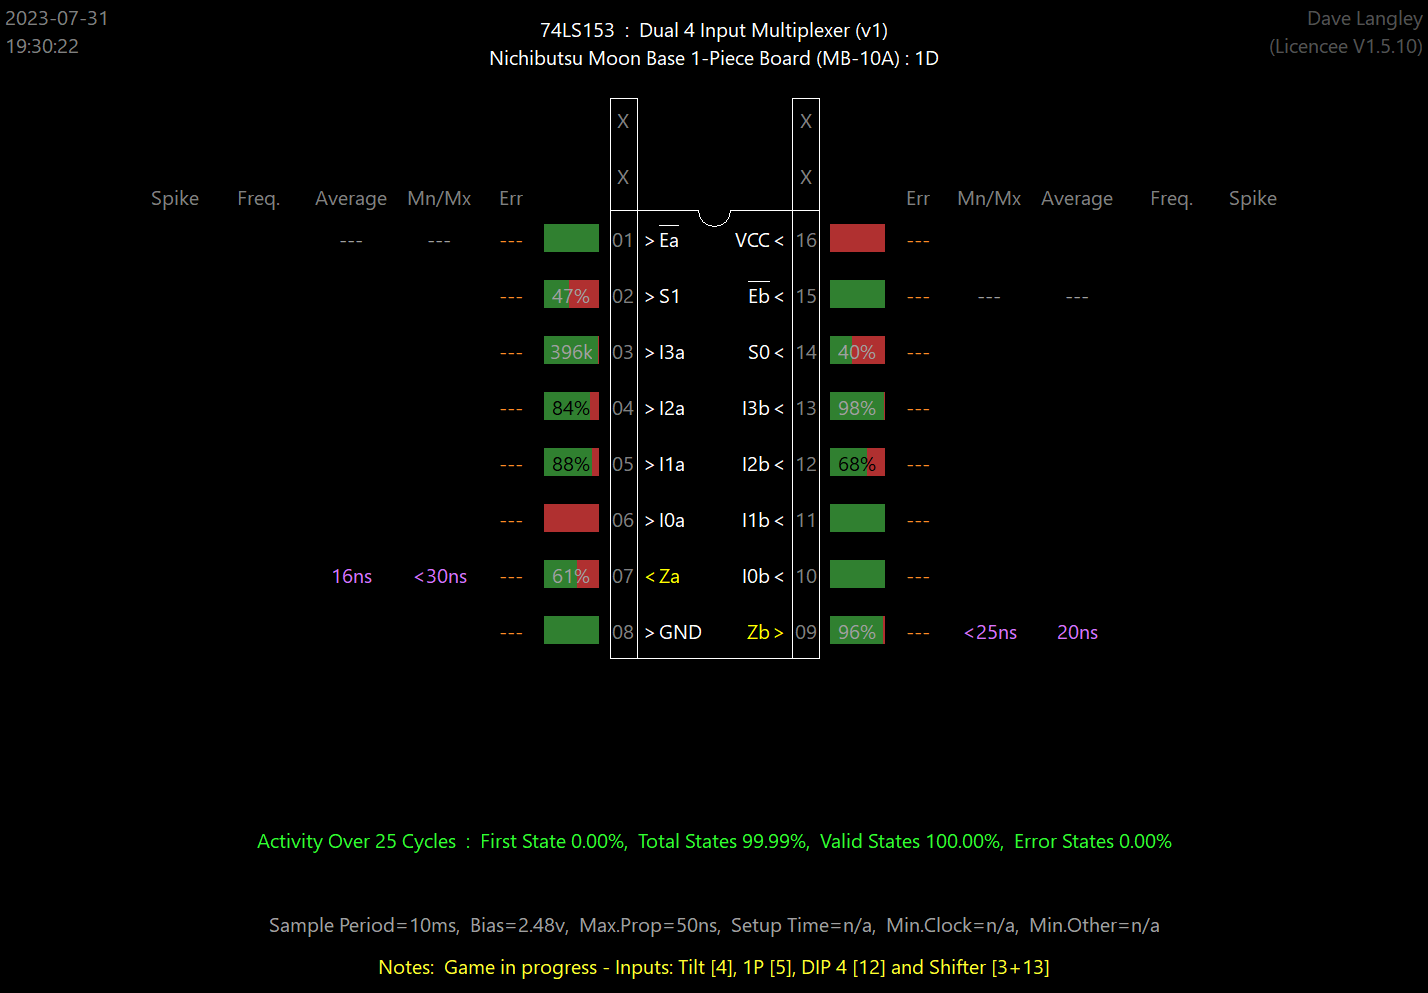 2023-07-31
19:30:22
74LS153 : Dual 4 Input Multiplexer (v1)
Nichibutsu Moon Base 1-Piece Board (MB-10A) : 1D
Dave Langley
(Licencee V1.5.10)
X X
X X
Spike Freq. Average Mn/Mx Err Err Mn/Mx Average Freq. Spike
--- --- --- 01 > Ea VCC < 16 ---
--- 47% 02 > S1 Eb < 15 --- --- ---
--- 396k 03 > I3a S0 < 14 40% ---
--- 84% 04 > I2a I3b < 13 98% ---
--- 88% 05 > I1a I2b < 12 68% ---
--- 06 > I0a I1b < 11 ---
16ns <30ns --- 61% 07 < Za I0b < 10 ---
--- 08 > GND Zb > 09 96% --- <25ns 20ns
Activity Over 25 Cycles : First State 0.00%, Total States 99.99%, Valid States 100.00%, Error States 0.00%
Sample Period=10ms, Bias=2.48v, Max.Prop=50ns, Setup Time=n/a, Min.Clock=n/a, Min.Other=n/a
Notes: Game in progress - Inputs: Tilt [4], 1P [5], DIP 4 [12] and Shifter [3+13]